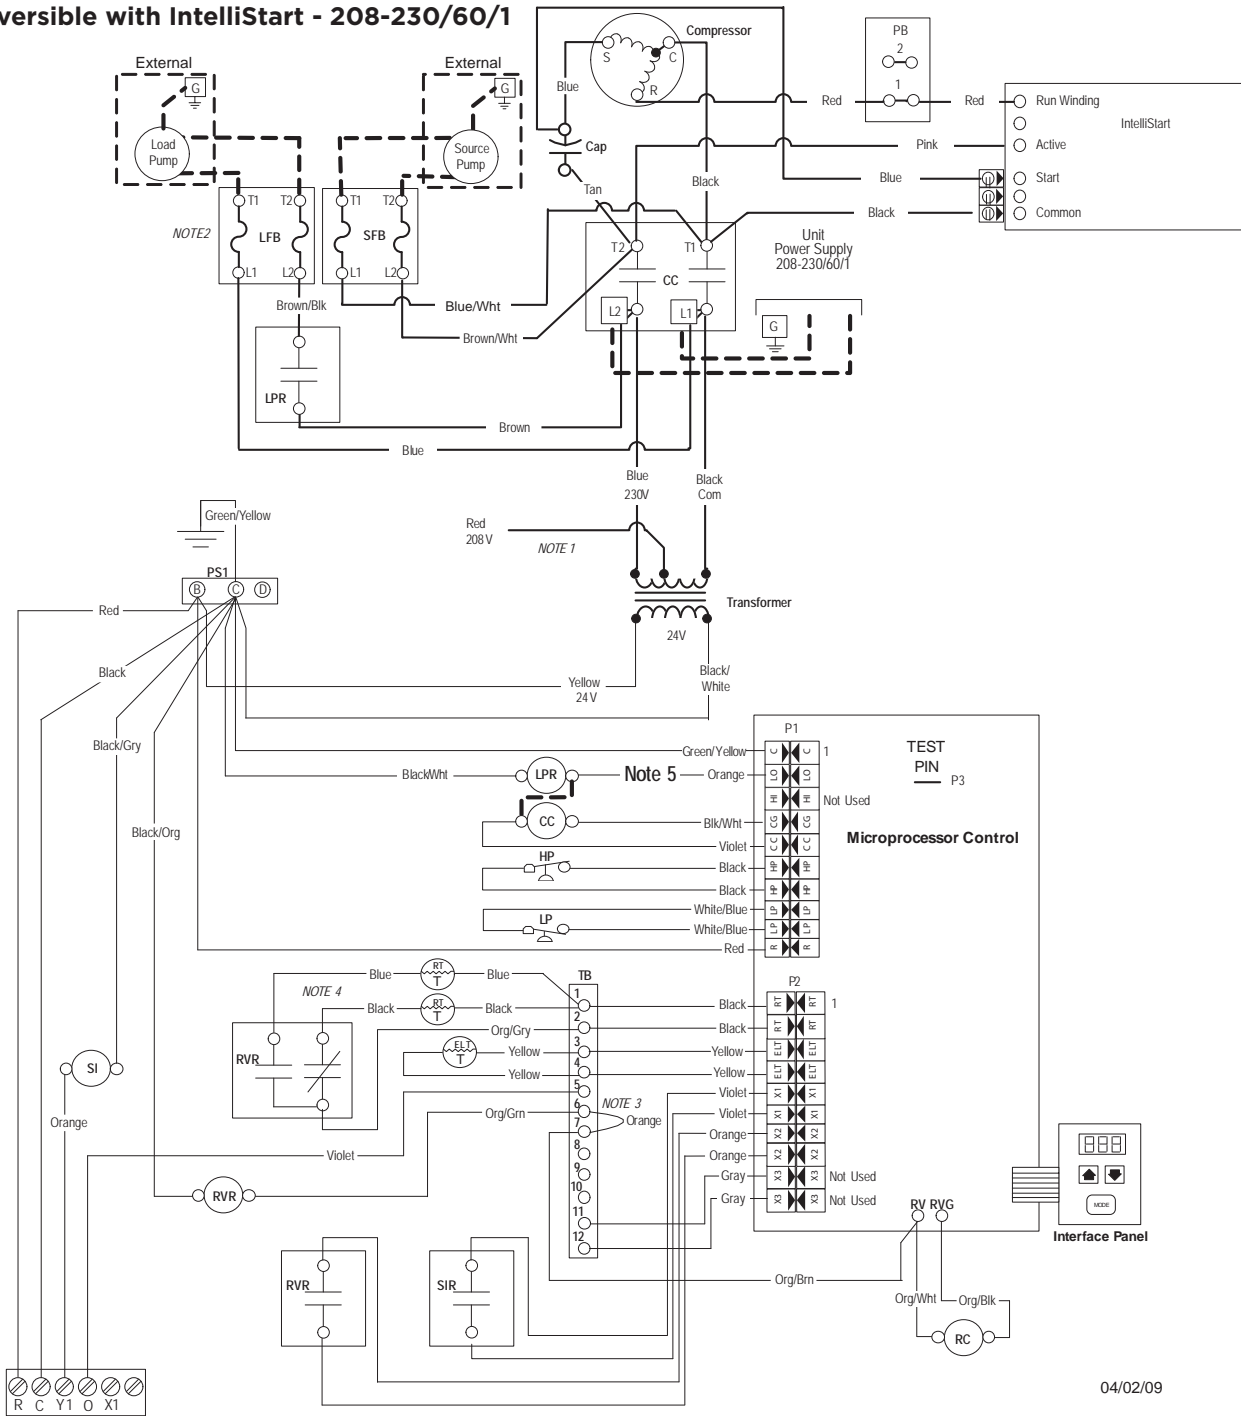 versible with IntelliStart - 208-230/60/1
External
G
Load
Pump
External
G
Source
Pump
NOTE2
T1
T2
LFB
L1
L2
T1
T2
SFB
L1
L2
Brown/Blk
LPR
Blue/Wht
Brown/Wht
Brown
Blue
Compressor
S
C
R
Blue
Cap
Tan
Black
T2
T1
CC
L2
L1
Red
PB
2
1
Red
Pink
Blue
Black
Run Winding
Active
Start
Common
IntelliStart
Unit
Power Supply
208-230/60/1
G
Blue
230V
Black
Com
Red
208 V
NOTE 1
Transformer
24V
Yellow
24 V
Black/
White
Green/Yellow
PS1
B
C
D
Red
Black
Black/Gry
Black/Org
P1
TEST
PIN
P3
Microprocessor Control
Green/Yellow
C
C
1
BlackWht
LPR
Note 5
Orange
LO
LO
HI
HI
Not Used
CC
Blk/Wht
CG
CG
Violet
CC
CC
HP
Black
HP
HP
Black
HP
HP
White/Blue
LP
LP
LP
White/Blue
LP
LP
Red
R
R
Blue
RT
T
Blue
TB
NOTE 4
Black
RT
T
Black
Org/Gry
RVR
ELT
T
Yellow
Yellow
1
2
3
4
5
6
7
8
9
10
11
12
NOTE 3
Orange
Org/Grn
Violet
RVR
SI
Orange
P2
Black
RT
RT
1
Black
RT
RT
Yellow
ELT
ELT
Yellow
ELT
ELT
Violet
X1
X1
Violet
X1
X1
Orange
X2
X2
Orange
X2
X2
Gray
X3
X3
Not Used
Gray
X3
X3
Not Used
RV RVG
MODE
Interface Panel
RVR
SIR
Org/Brn
Org/Wht
Org/Blk
RC
R
C
Y1
O
X1
04/02/09